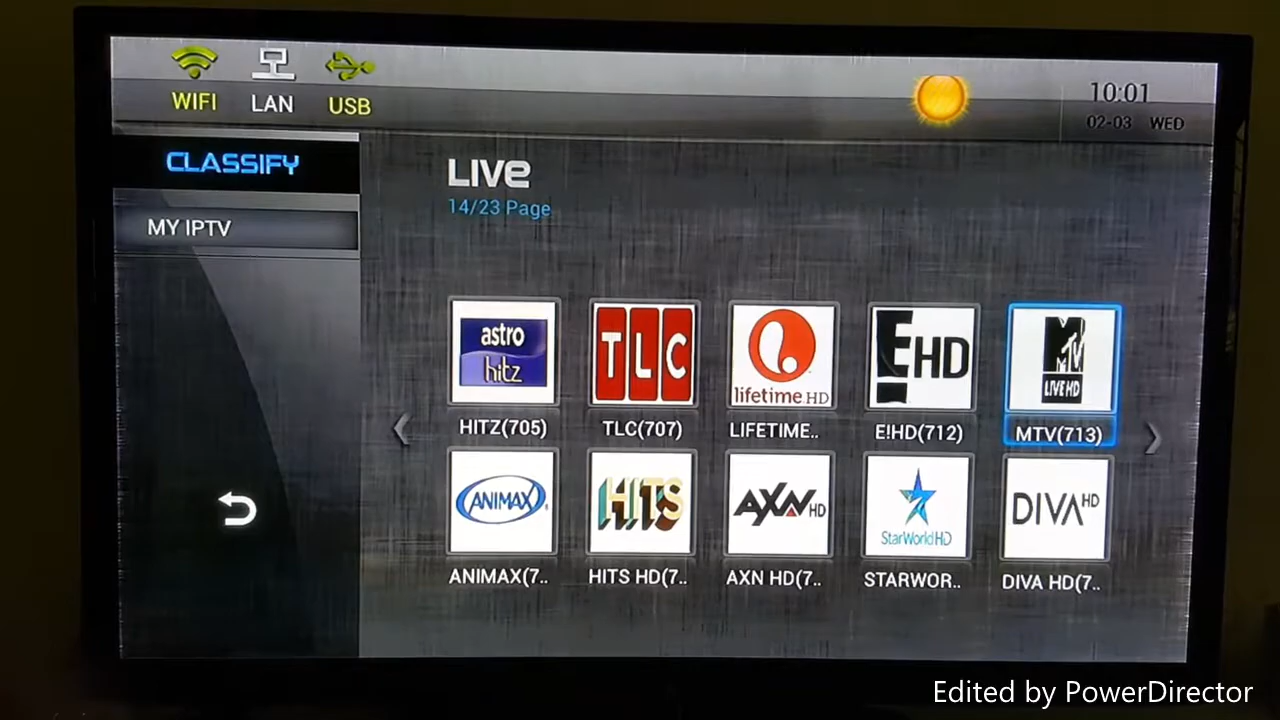 WIFI LAN USB
10:01
02-03 WED
CLASSIFY
MY IPTV
LIVE
14/23 Page
astro
hitz
TLC
lifetime HD
E!HD
MTV
LIVE HD
HITZ(705)
TLC(707)
LIFETIME..
E!HD(712)
MTV(713)
ANIMAX
HITS
AXN HD
StarWorld HD
DIVA HD
ANIMAX(7..
HITS HD(7..
AXN HD(7..
STARWOR..
DIVA HD(7..
Edited by PowerDirector